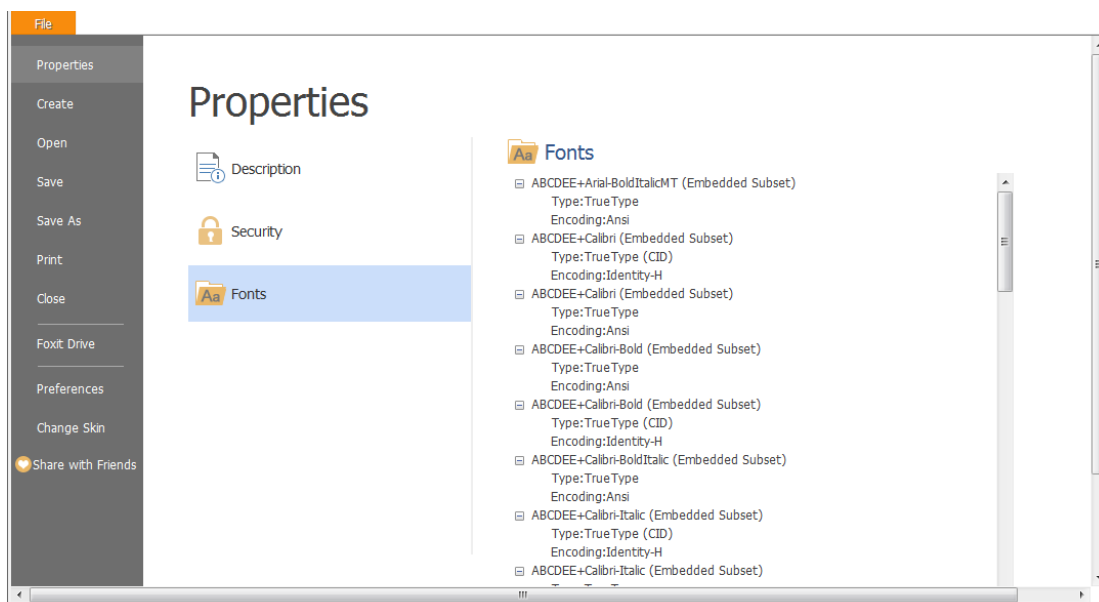 File
Properties
Create
Open
Save
Save As
Print
Close
Foxit Drive
Preferences
Change Skin
Share with Friends
Properties
Description
Security
Aa Fonts
Aa Fonts
ABCDEE+Arial-BoldItalicMT (Embedded Subset)
Type:TrueType
Encoding:Ansi
ABCDEE+Calibri (Embedded Subset)
Type:TrueType (CID)
Encoding:Identity-H
ABCDEE+Calibri (Embedded Subset)
Type:TrueType
Encoding:Ansi
ABCDEE+Calibri-Bold (Embedded Subset)
Type:TrueType
Encoding:Ansi
ABCDEE+Calibri-Bold (Embedded Subset)
Type:TrueType (CID)
Encoding:Identity-H
ABCDEE+Calibri-BoldItalic (Embedded Subset)
Type:TrueType
Encoding:Ansi
ABCDEE+Calibri-Italic (Embedded Subset)
Type:TrueType (CID)
Encoding:Identity-H
ABCDEE+Calibri-Italic (Embedded Subset)